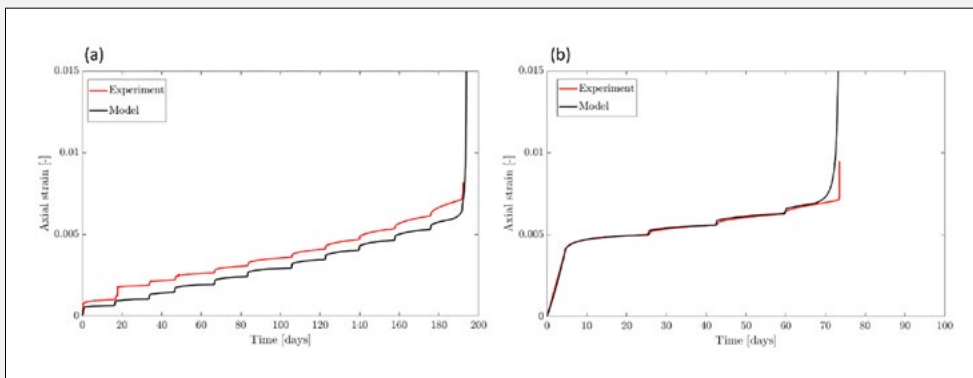 (a)
0.015
0.01
0.005
0
Axial strain [-]
Experiment
Model
0 20 40 60 80 100 120 140 160 180 200
Time [days]
(b)
0.015
0.01
0.005
0
Axial strain [-]
Experiment
Model
0 10 20 30 40 50 60 70 80 90 100
Time [days]